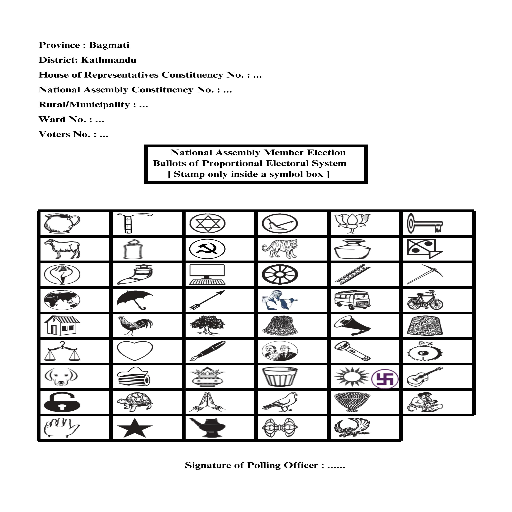 Province : Bagmati
District: Kathmandu
House of Representatives Constituency No. : ...
National Assembly Constituency No. : ...
Rural/Municipality : ...
Ward No. : ...
Voters No. : ...
National Assembly Member Election
Ballots of Proportional Electoral System
[ Stamp only inside a symbol box ]
Signature of Polling Officer : ......